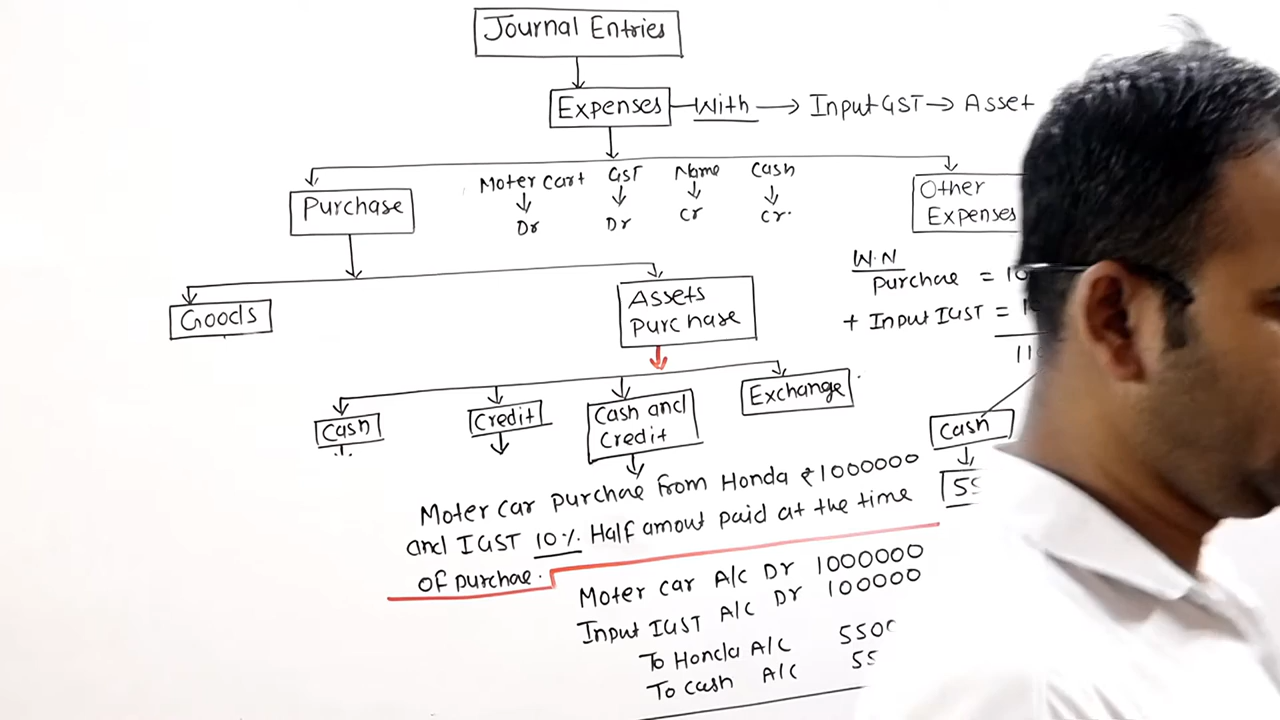 Journal Entries
Expenses With → Input GST → Asset
Moter Cart GST Name Cash
Dr Dr Cr Cr.
Purchase
Other
Expenses
Goods
Assets
Purchase
W.N
Purchae =
+ Input IGST =
Cash
Credit
Cash and
Credit
Exchange
Cash
Moter car purchae from Honda ₹1000000
and IGST 10% Half amout paid at the time
of purchae.
Moter car A/C Dr 1000000
Input IGST A/C Dr 100000
To Honda A/C
To Cash A/C